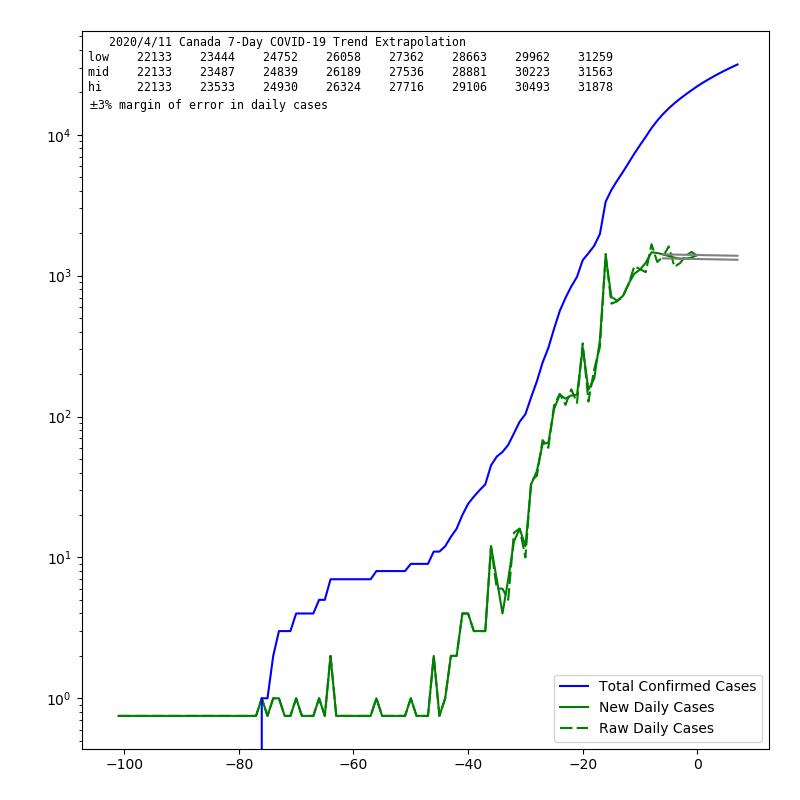 2020/4/11 Canada 7-Day COVID-19 Trend Extrapolation
low 22133 23444 24752 26058 27362 28663 29962 31259
mid 22133 23487 24839 26189 27536 28881 30223 31563
hi 22133 23533 24930 26324 27716 29106 30493 31878
±3% margin of error in daily cases
10⁴
10³
10²
10¹
10⁰
Total Confirmed Cases
New Daily Cases
Raw Daily Cases
−100 −80 −60 −40 −20 0